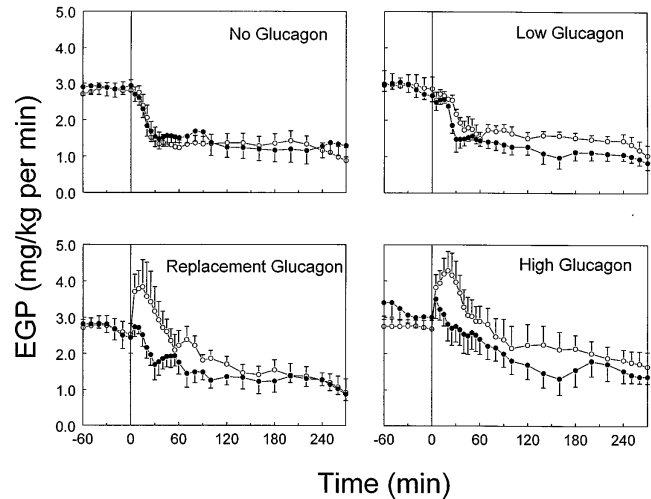 5.0
4.0
3.0
2.0
1.0
0.0
No Glucagon
Low Glucagon
EGP (mg/kg per min)
5.0
4.0
3.0
2.0
1.0
0.0
Replacement Glucagon
High Glucagon
-60 0 60 120 180 240
-60 0 60 120 180 240
Time (min)